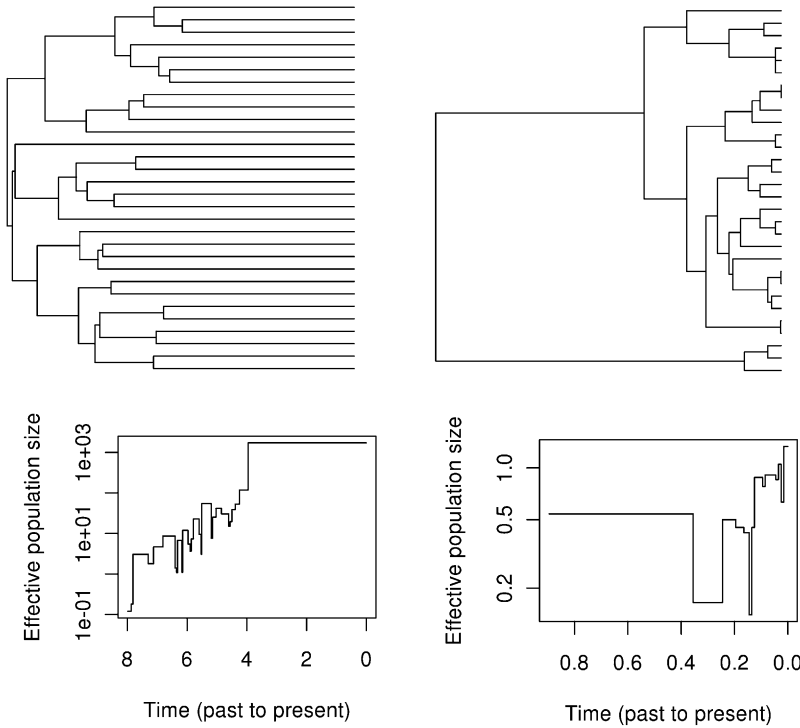 Effective population size
1e+03
1e+01
1e-01
8 6 4 2 0
Time (past to present)
Effective population size
1.0
0.5
0.2
0.8 0.6 0.4 0.2 0.0
Time (past to present)